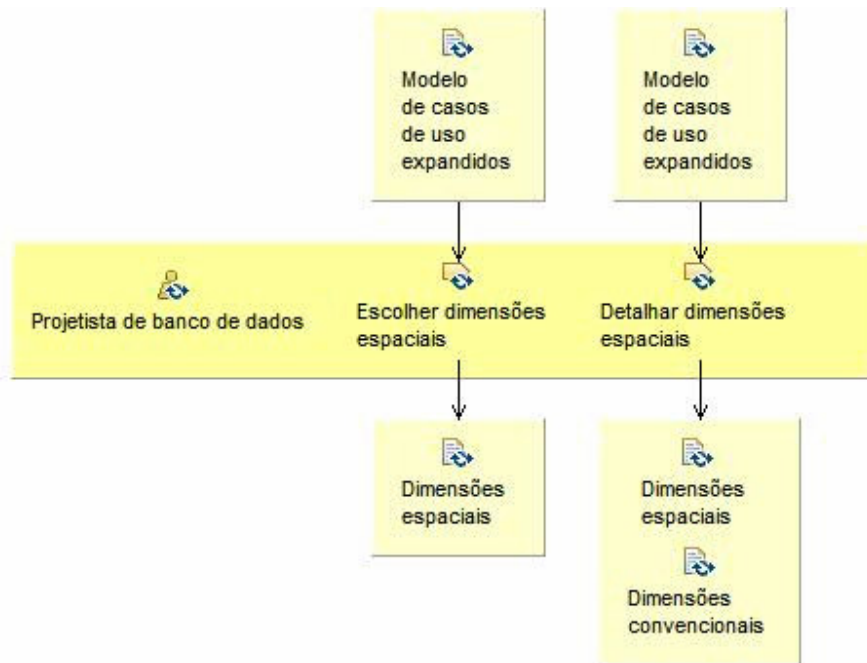 Modelo
de casos
de uso
expandidos
Modelo
de casos
de uso
expandidos
Projetista de banco de dados
Escolher dimensões
espaciais
Detalhar dimensões
espaciais
Dimensões
espaciais
Dimensões
espaciais
Dimensões
convencionais